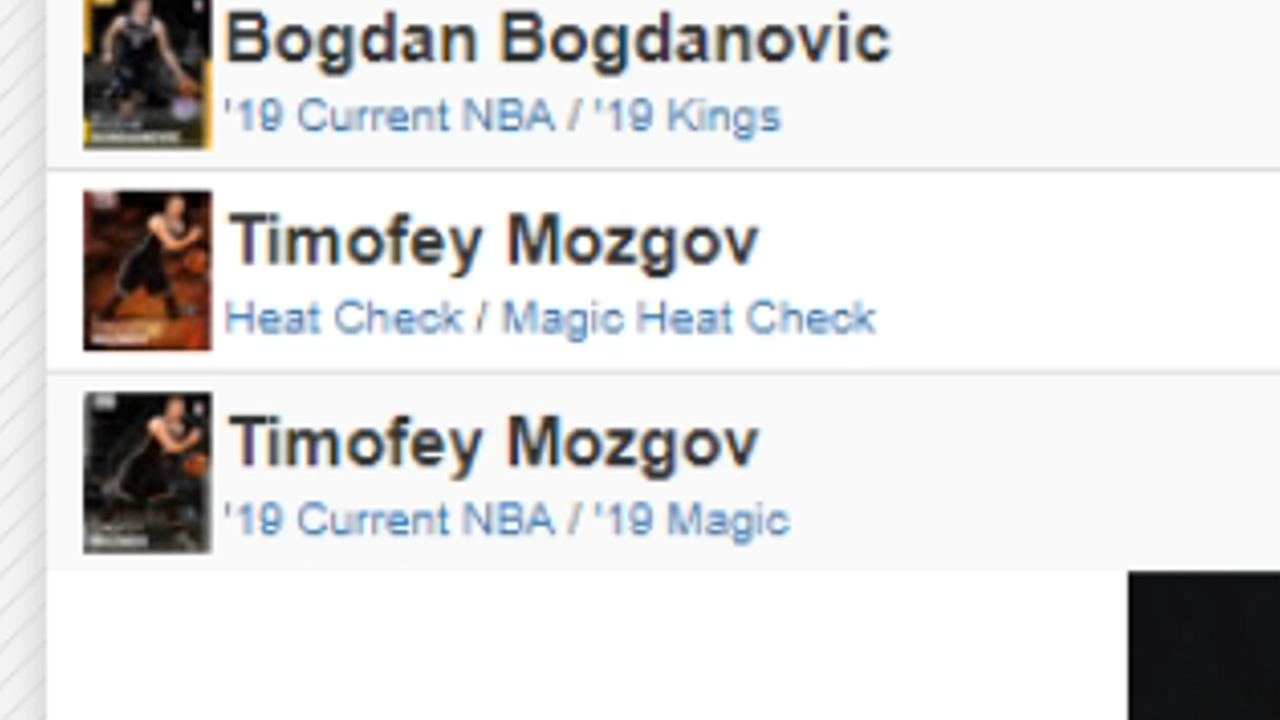 Bogdan Bogdanovic
'19 Current NBA / '19 Kings
Timofey Mozgov
Heat Check / Magic Heat Check
Timofey Mozgov
'19 Current NBA / '19 Magic